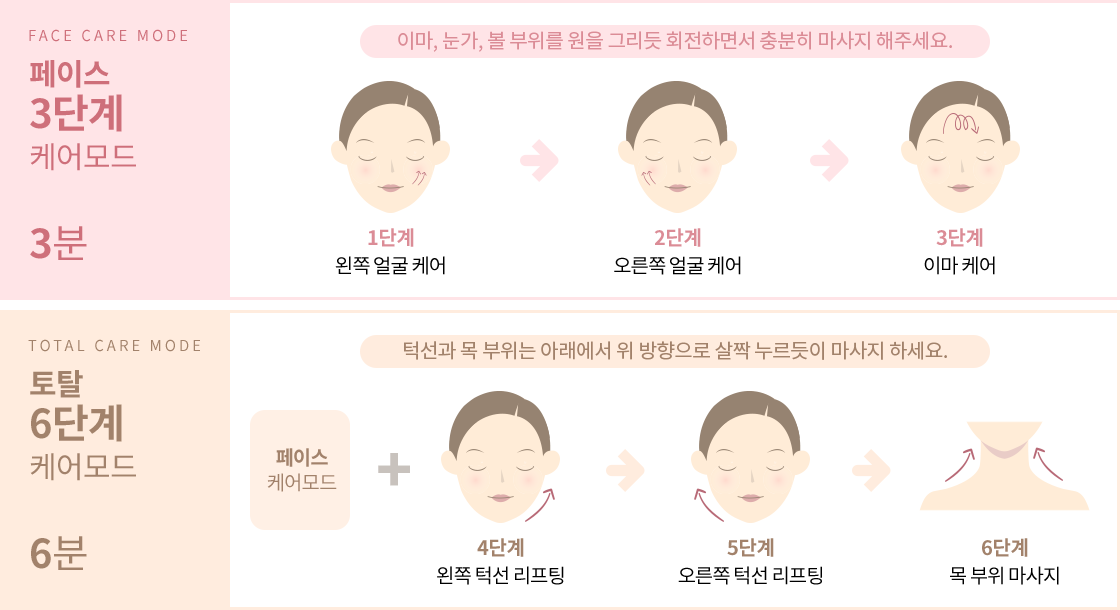 FACE CARE MODE
페이스
3단계
케어모드
3분
이마, 눈가, 볼 부위를 원을 그리듯 회전하면서 충분히 마사지 해주세요.
1단계
왼쪽 얼굴 케어
2단계
오른쪽 얼굴 케어
3단계
이마 케어
TOTAL CARE MODE
토탈
6단계
케어모드
6분
턱선과 목 부위는 아래에서 위 방향으로 살짝 누르듯이 마사지 하세요.
페이스
케어모드
4단계
왼쪽 턱선 리프팅
5단계
오른쪽 턱선 리프팅
6단계
목 부위 마사지